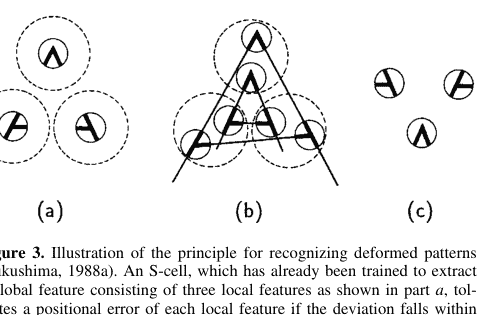 (a) (b) (c)
gure 3. Illustration of the principle for recognizing deformed patterns
ukushima, 1988a). An S-cell, which has already been trained to extract
lobal feature consisting of three local features as shown in part a, tol-
tes a positional error of each local feature if the deviation falls within